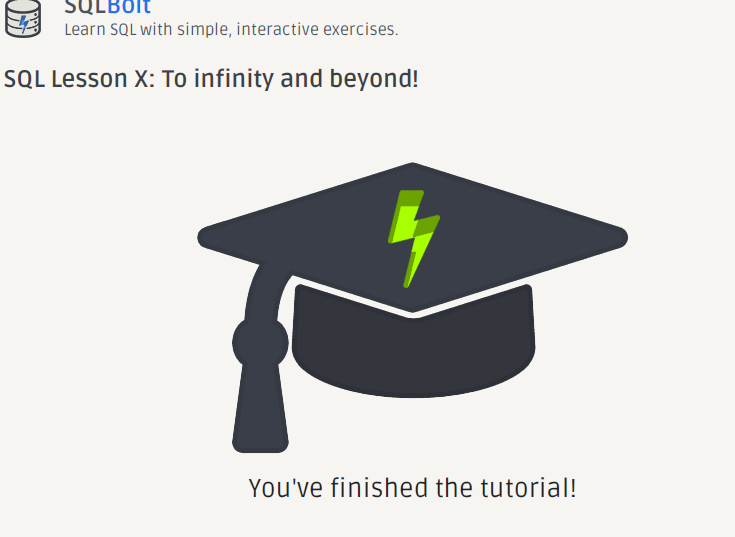 SQLBolt
Learn SQL with simple, interactive exercises.
SQL Lesson X: To infinity and beyond!
You've finished the tutorial!